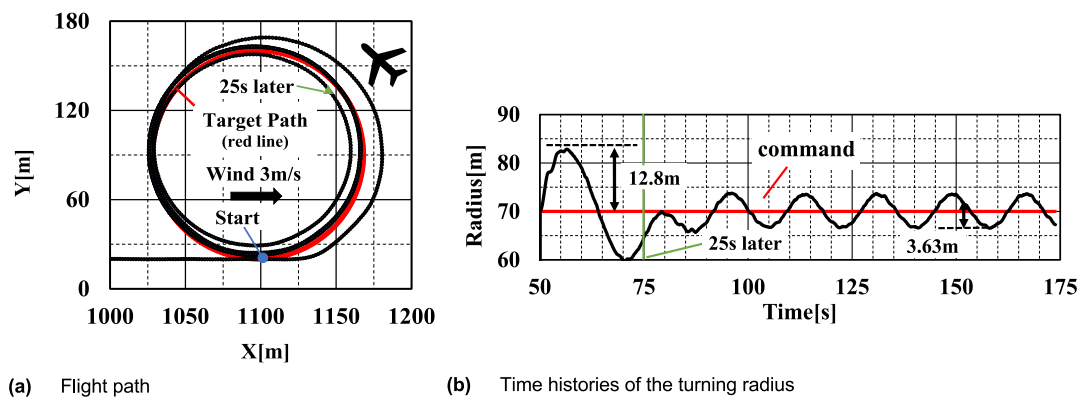 180
120
60
0
Y[m]
1000
1050
1100
1150
1200
X[m]
25s later
Target Path
(red line)
Wind 3m/s
Start
(a) Flight path
90
80
70
60
Radius[m]
50
75
100
125
150
175
Time[s]
command
12.8m
3.63m
25s later
(b) Time histories of the turning radius